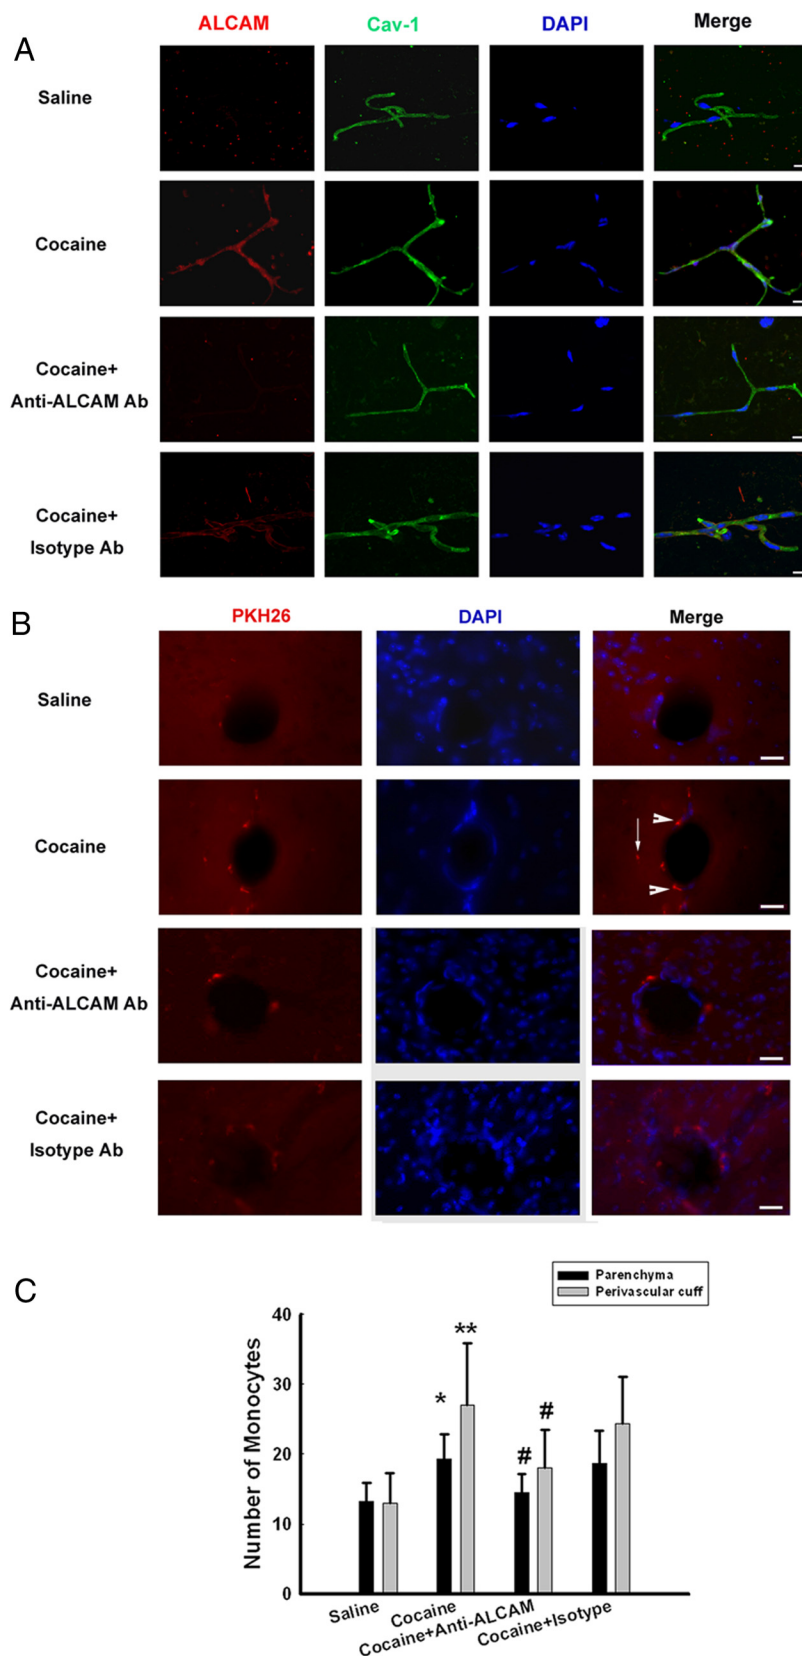 A
ALCAM Cav-1 DAPI Merge
Saline
Cocaine
Cocaine+
Anti-ALCAM Ab
Cocaine+
Isotype Ab
B
PKH26 DAPI Merge
Saline
Cocaine
Cocaine+
Anti-ALCAM Ab
Cocaine+
Isotype Ab
C
Parenchyma
Perivascular cuff
Number of Monocytes
40
30
20
10
0
*
**
#
#
Saline
Cocaine
Cocaine+Anti-ALCAM
Cocaine+Isotype